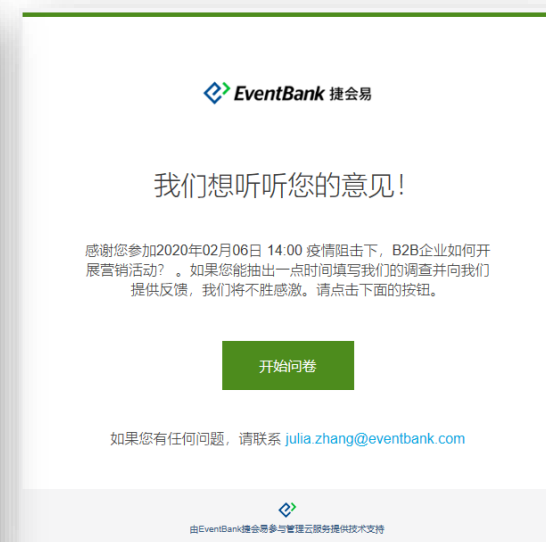 EventBank 捷会易
我们想听听您的意见！
感谢您参加2020年02月06日 14:00 疫情阻击下，B2B企业如何开
展营销活动？ 。如果您能抽出一点时间填写我们的调查并向我们
提供反馈，我们将不胜感激。请点击下面的按钮。
开始问卷
如果您有任何问题，请联系 julia.zhang@eventbank.com
由EventBank捷会易参与管理云服务提供技术支持